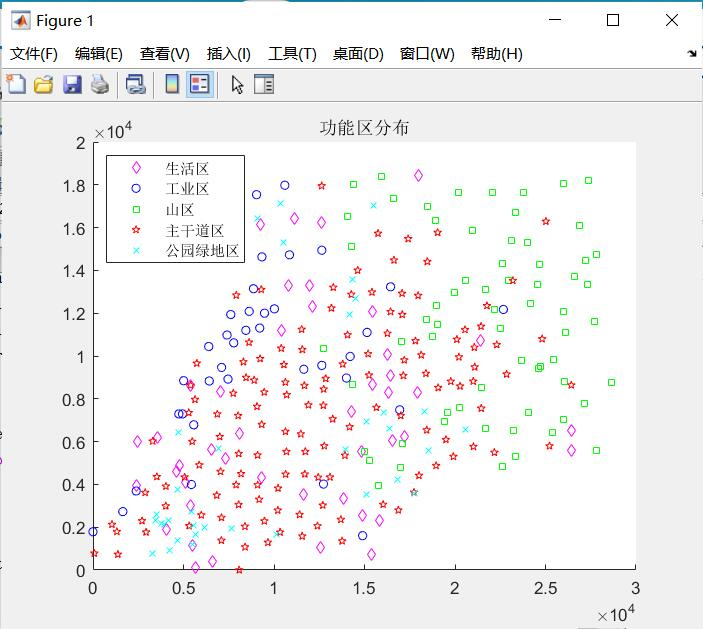 Figure 1
文件(F) 编辑(E) 查看(V) 插入(I) 工具(T) 桌面(D) 窗口(W) 帮助(H)
功能区分布
×10⁴
2
1.8
1.6
1.4
1.2
1
0.8
0.6
0.4
0.2
0
生活区
工业区
山区
主干道区
公园绿地区
0 0.5 1 1.5 2 2.5 3
×10⁴